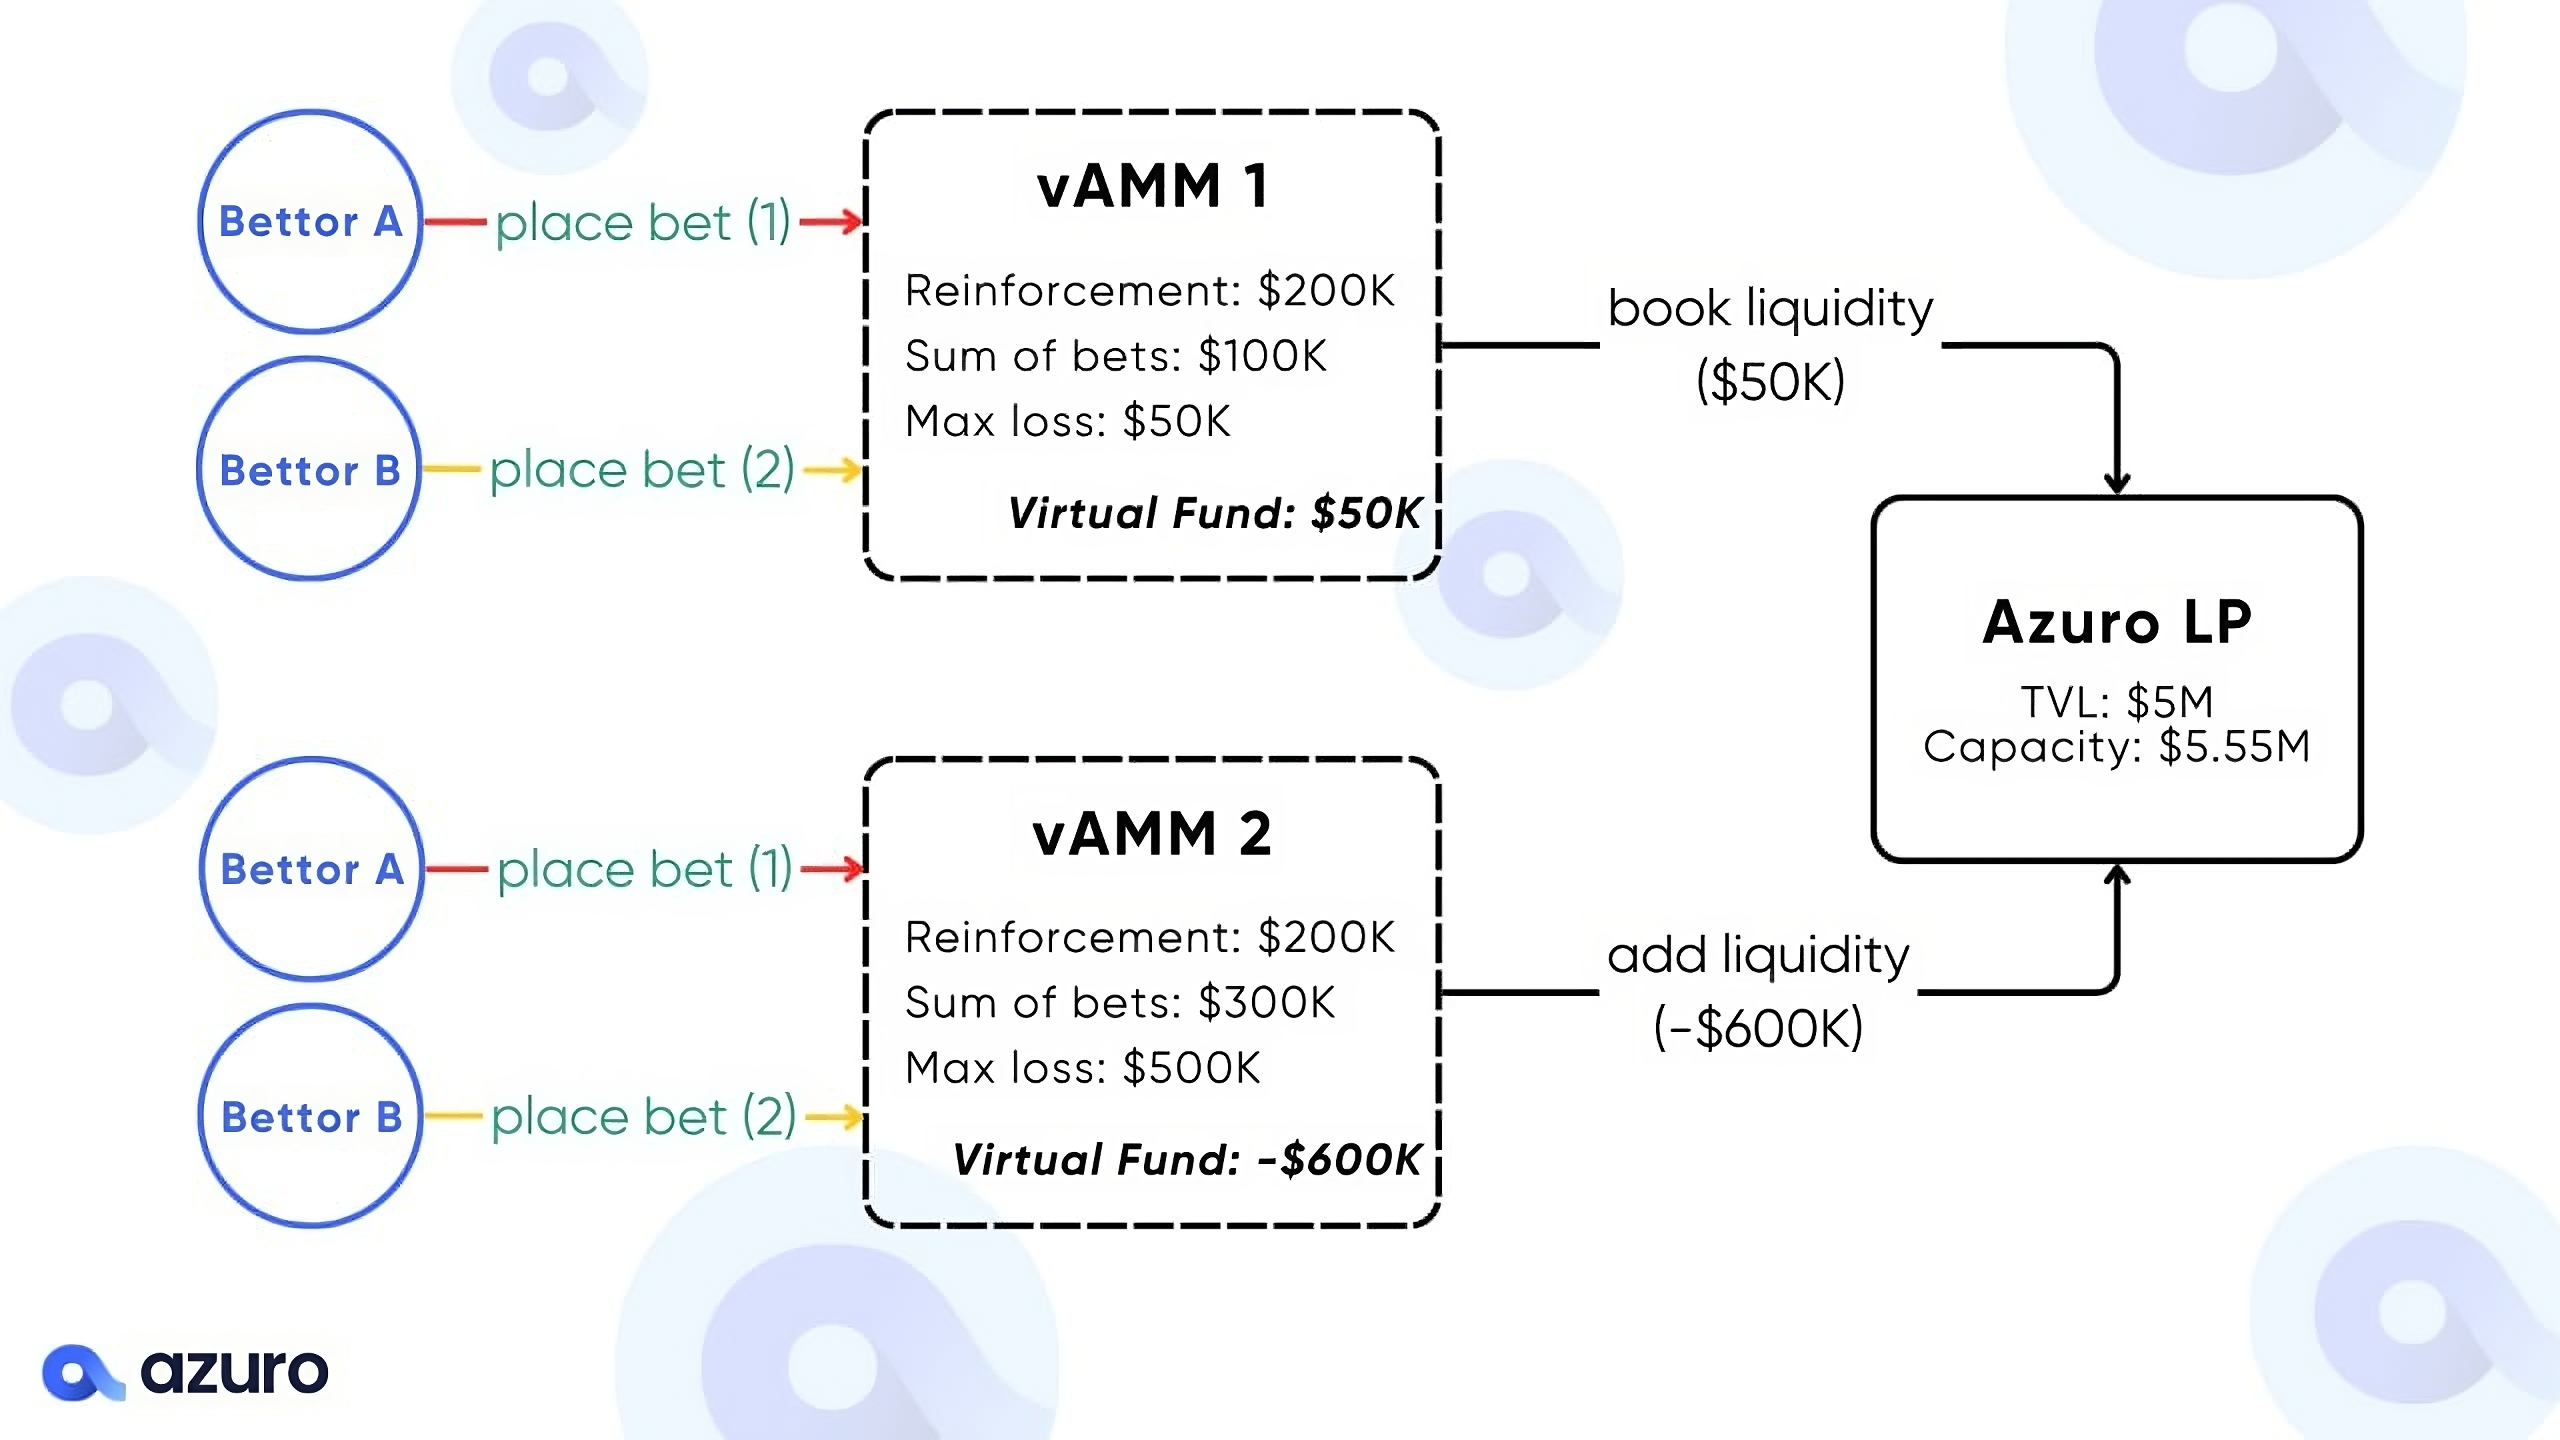 Bettor A
place bet (1)
Bettor B
place bet (2)
vAMM 1
Reinforcement: $200K
Sum of bets: $100K
Max loss: $50K
Virtual Fund: $50K
book liquidity
($50K)
Azuro LP
TVL: $5M
Capacity: $5.55M
Bettor A
place bet (1)
Bettor B
place bet (2)
vAMM 2
Reinforcement: $200K
Sum of bets: $300K
Max loss: $500K
Virtual Fund: -$600K
add liquidity
(-$600K)
azuro